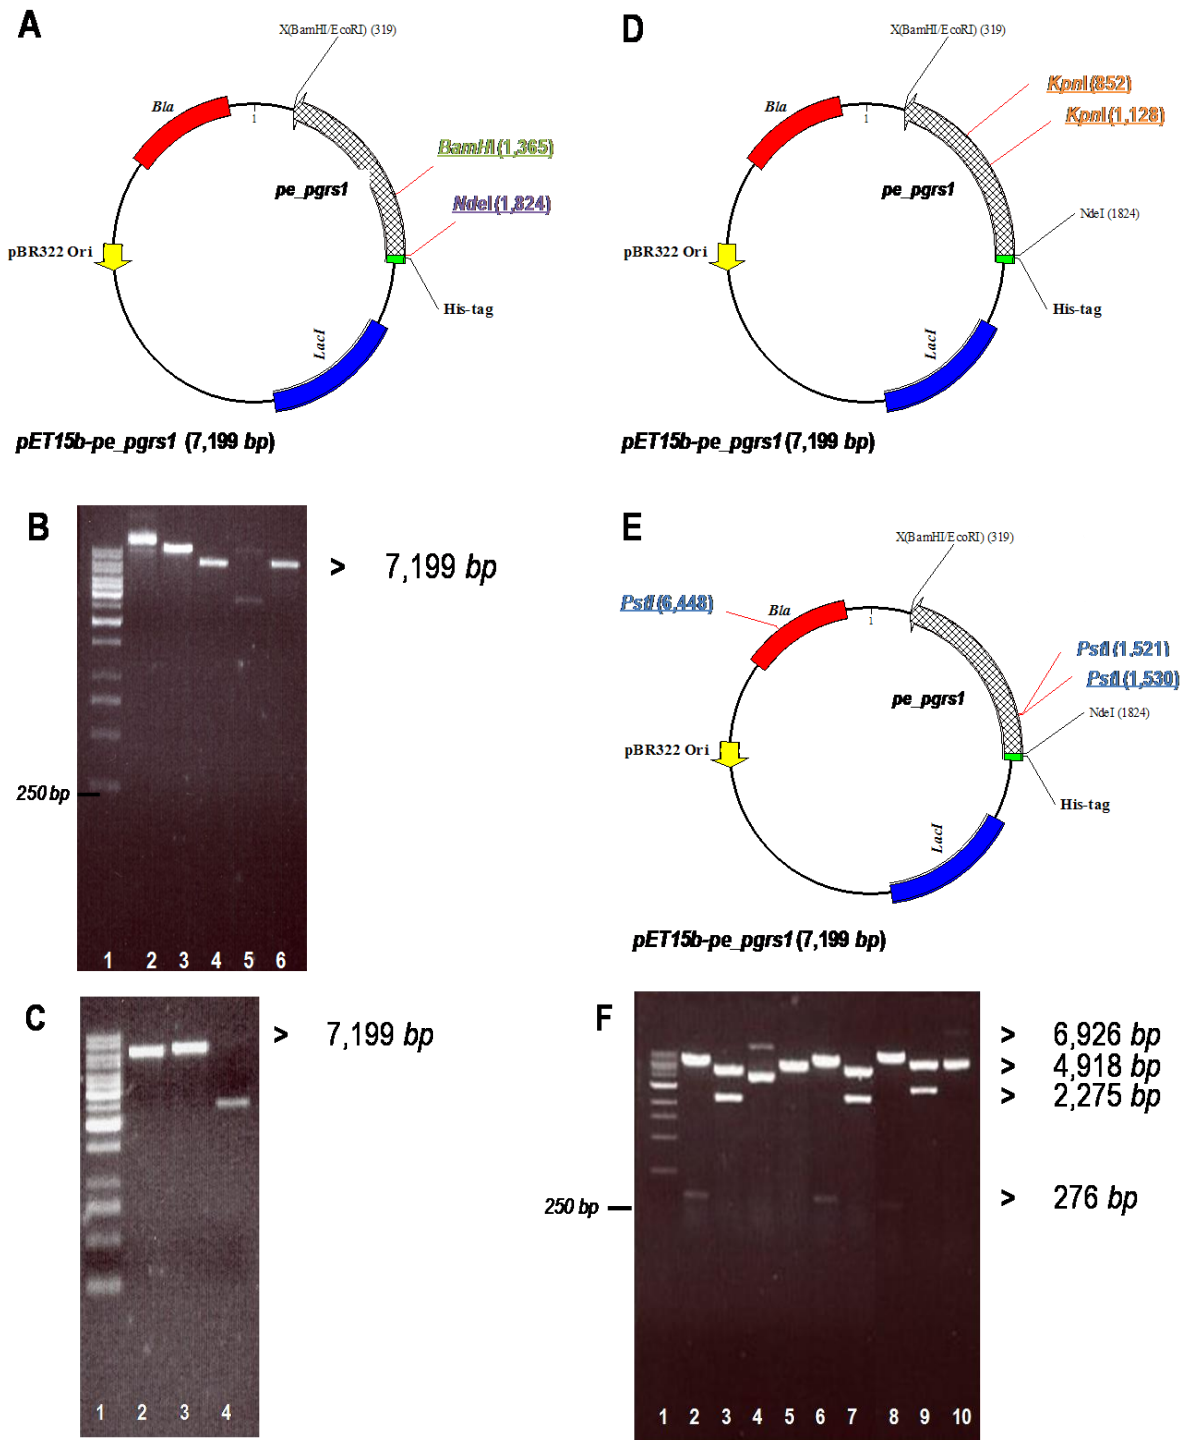 A
X(BamHI/EcoRI) (319)
Bla
1
BamHI(1,365)
pe_pgrs1
NdeI(1,824)
pBR322 Ori
His-tag
LacI
pET15b-pe_pgrs1 (7,199 bp)
B
> 7,199 bp
250 bp
1 2 3 4 5 6
C
> 7,199 bp
1 2 3 4
D
X(BamHI/EcoRI) (319)
KpnI(852)
Bla
1
KpnI(1,128)
pe_pgrs1
NdeI (1824)
pBR322 Ori
His-tag
LacI
pET15b-pe_pgrs1(7,199 bp)
E
X(BamHI/EcoRI) (319)
PstI(6,448)
Bla
1
PstI(1,521)
PstI(1,530)
pe_pgrs1
NdeI (1824)
pBR322 Ori
His-tag
LacI
pET15b-pe_pgrs1(7,199 bp)
F
> 6,926 bp
> 4,918 bp
> 2,275 bp
> 276 bp
250 bp
1 2 3 4 5 6 7 8 9 10